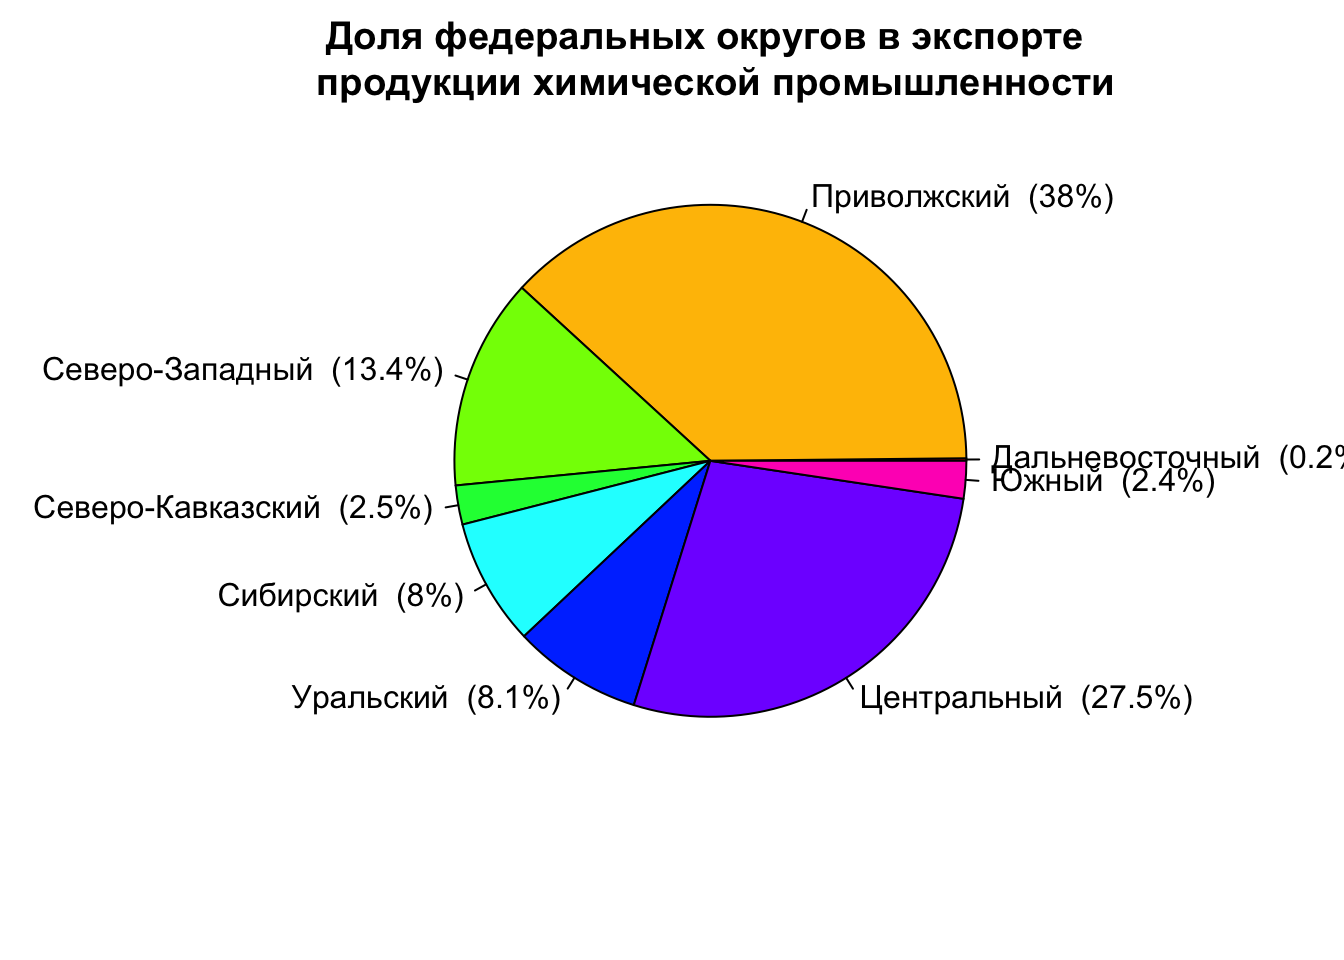 Доля федеральных округов в экспорте
продукции химической промышленности
Приволжский (38%)
Северо-Западный (13.4%)
Дальневосточный (0.2%
Южный (2.4%)
Северо-Кавказский (2.5%)
Сибирский (8%)
Уральский (8.1%)
Центральный (27.5%)